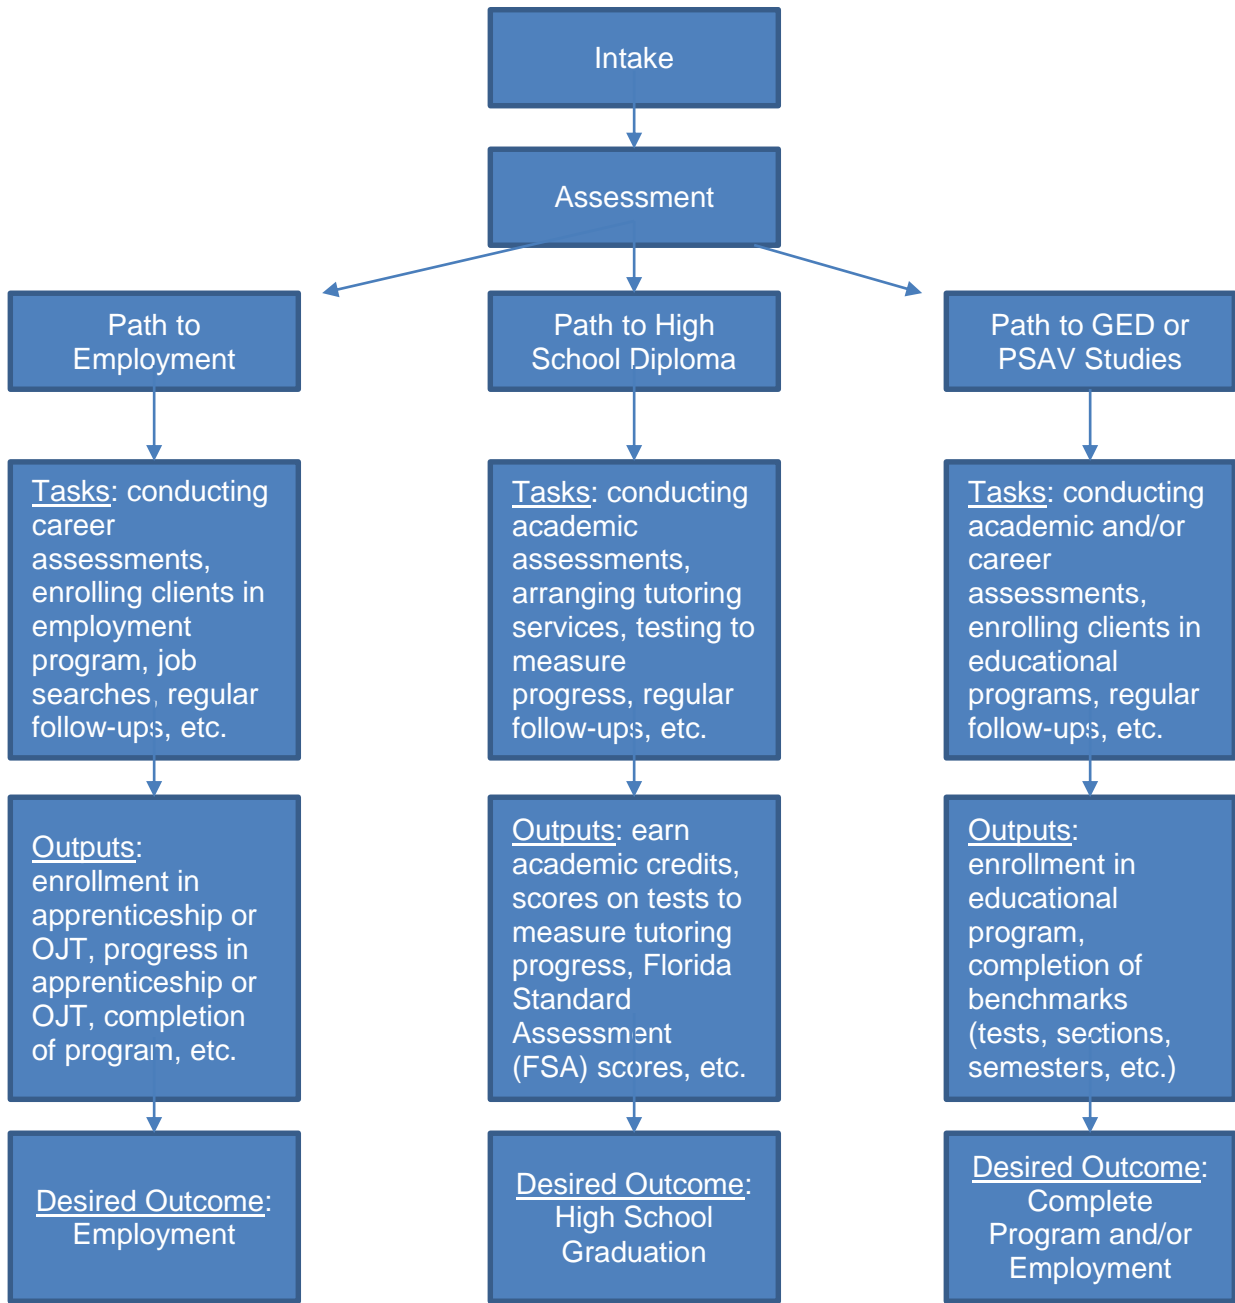 Intake
Assessment
Path to
Employment
Path to High
School Diploma
Path to GED or
PSAV Studies
Tasks: conducting
career
assessments,
enrolling clients in
employment
program, job
searches, regular
follow-ups, etc.
Tasks: conducting
academic
assessments,
arranging tutoring
services, testing to
measure
progress, regular
follow-ups, etc.
Tasks: conducting
academic and/or
career
assessments,
enrolling clients in
educational
programs, regular
follow-ups, etc.
Outputs:
enrollment in
apprenticeship or
OJT, progress in
apprenticeship or
OJT, completion
of program, etc.
Outputs: earn
academic credits,
scores on tests to
measure tutoring
progress, Florida
Standard
Assessment
(FSA) scores, etc.
Outputs:
enrollment in
educational
program,
completion of
benchmarks
(tests, sections,
semesters, etc.)
Desired Outcome:
Employment
Desired Outcome:
High School
Graduation
Desired Outcome:
Complete
Program and/or
Employment